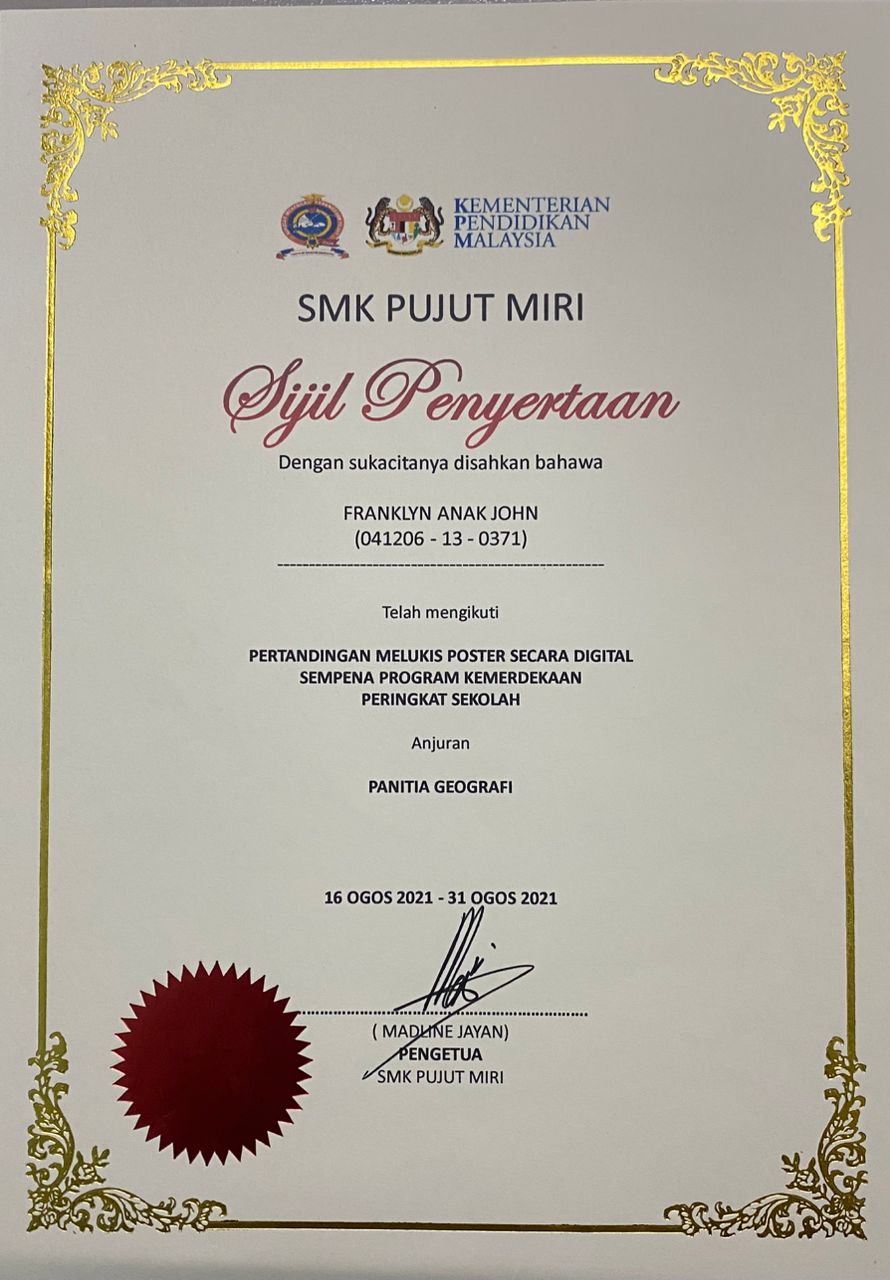 KEMENTERIAN
PENDIDIKAN
MALAYSIA
SMK PUJUT MIRI
Sijil Penyertaan
Dengan sukacitanya disahkan bahawa
FRANKLYN ANAK JOHN
(041206 - 13 - 0371)
Telah mengikuti
PERTANDINGAN MELUKIS POSTER SECARA DIGITAL
SEMPENA PROGRAM KEMERDEKAAN
PERINGKAT SEKOLAH
Anjuran
PANITIA GEOGRAFI
16 OGOS 2021 - 31 OGOS 2021
( MADLINE JAYAN)
PENGETUA
SMK PUJUT MIRI